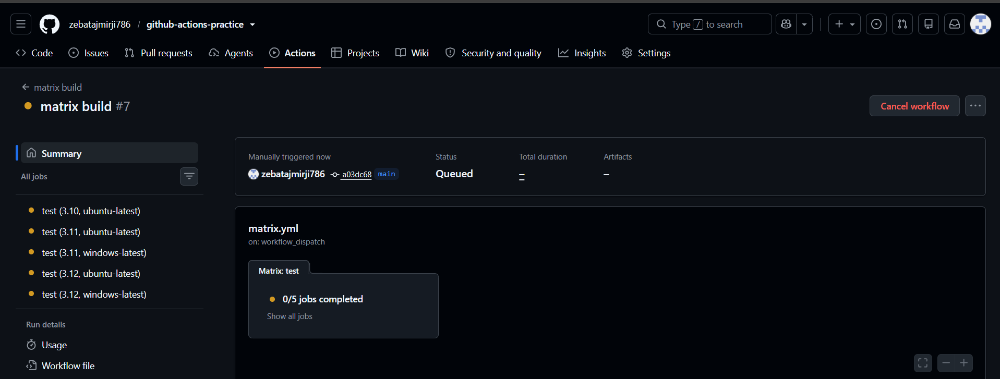 zebatajmirji786 / github-actions-practice
Type / to search
Code Issues Pull requests Agents Actions Projects Wiki Security and quality Insights Settings
matrix build
matrix build #7
Cancel workflow
Summary
All jobs
test (3.10, ubuntu-latest)
test (3.11, ubuntu-latest)
test (3.11, windows-latest)
test (3.12, ubuntu-latest)
test (3.12, windows-latest)
Run details
Usage
Workflow file
Manually triggered now
zebatajmirji786 a03dc68 main
Status
Queued
Total duration
–
Artifacts
–
matrix.yml
on: workflow_dispatch
Matrix: test
0/5 jobs completed
Show all jobs